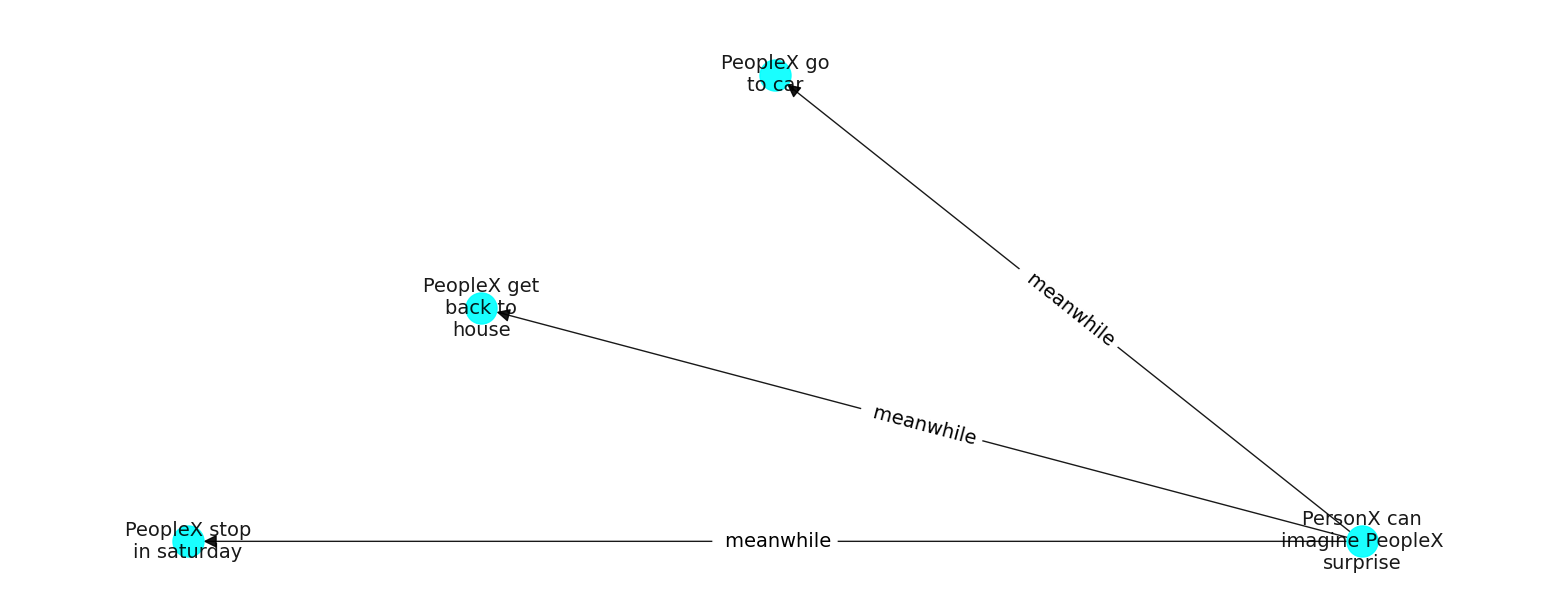 PeopleX go
to car
meanwhile
PeopleX get
back to
house
meanwhile
PeopleX stop
in saturday
meanwhile
PersonX can
imagine PeopleX
surprise